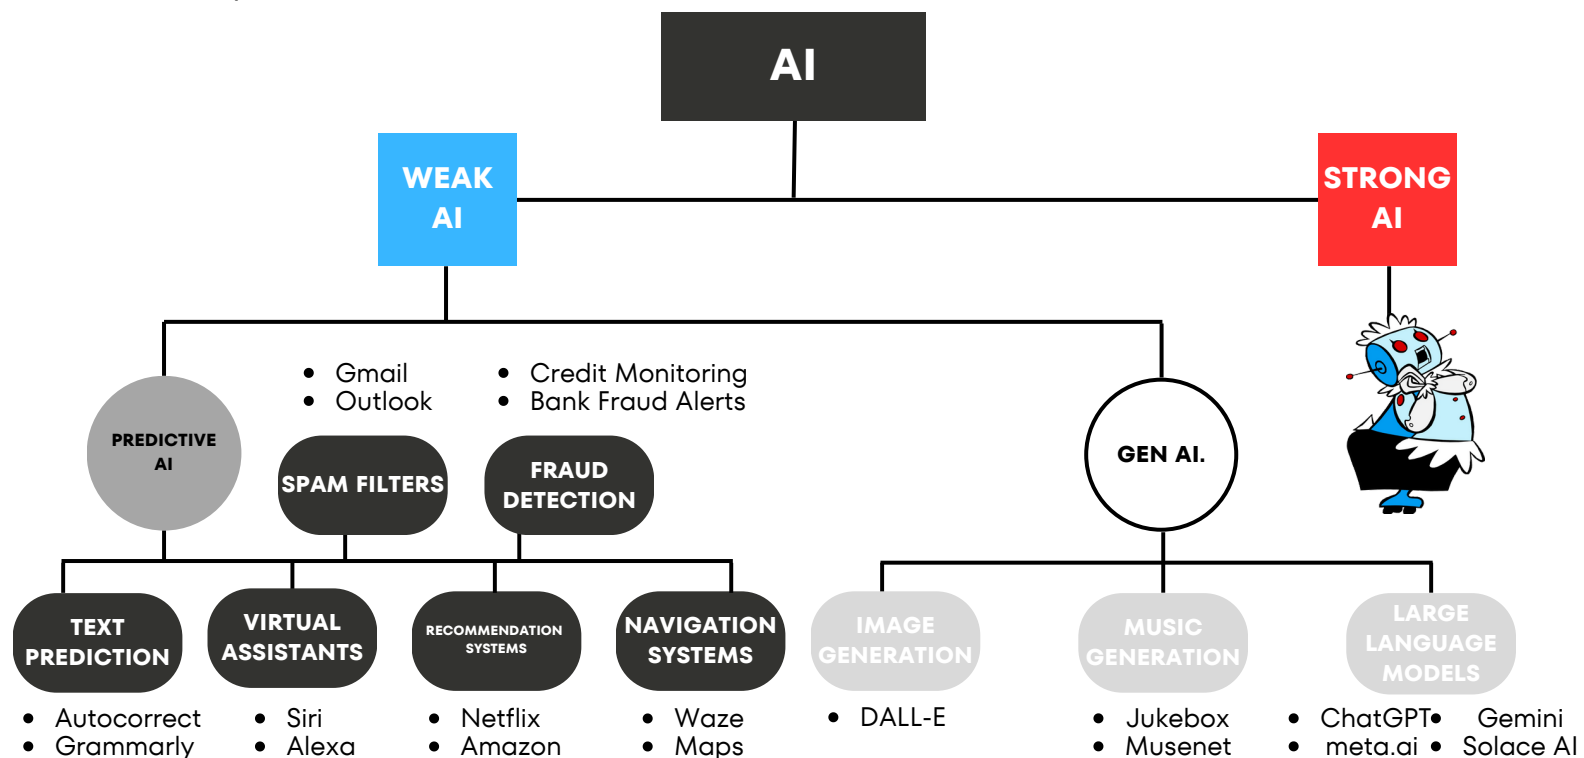 AI
WEAK
AI
STRONG
AI
• Gmail
• Outlook
• Credit Monitoring
• Bank Fraud Alerts
PREDICTIVE
AI
SPAM FILTERS
FRAUD
DETECTION
GEN AI.
TEXT
PREDICTION
VIRTUAL
ASSISTANTS
RECOMMENDATION
SYSTEMS
NAVIGATION
SYSTEMS
IMAGE
GENERATION
MUSIC
GENERATION
LARGE
LANGUAGE
MODELS
• Autocorrect
• Grammarly
• Siri
• Alexa
• Netflix
• Amazon
• Waze
• Maps
• DALL-E
• Jukebox
• Musenet
• ChatGPT
• meta.ai
• Gemini
• Solace AI